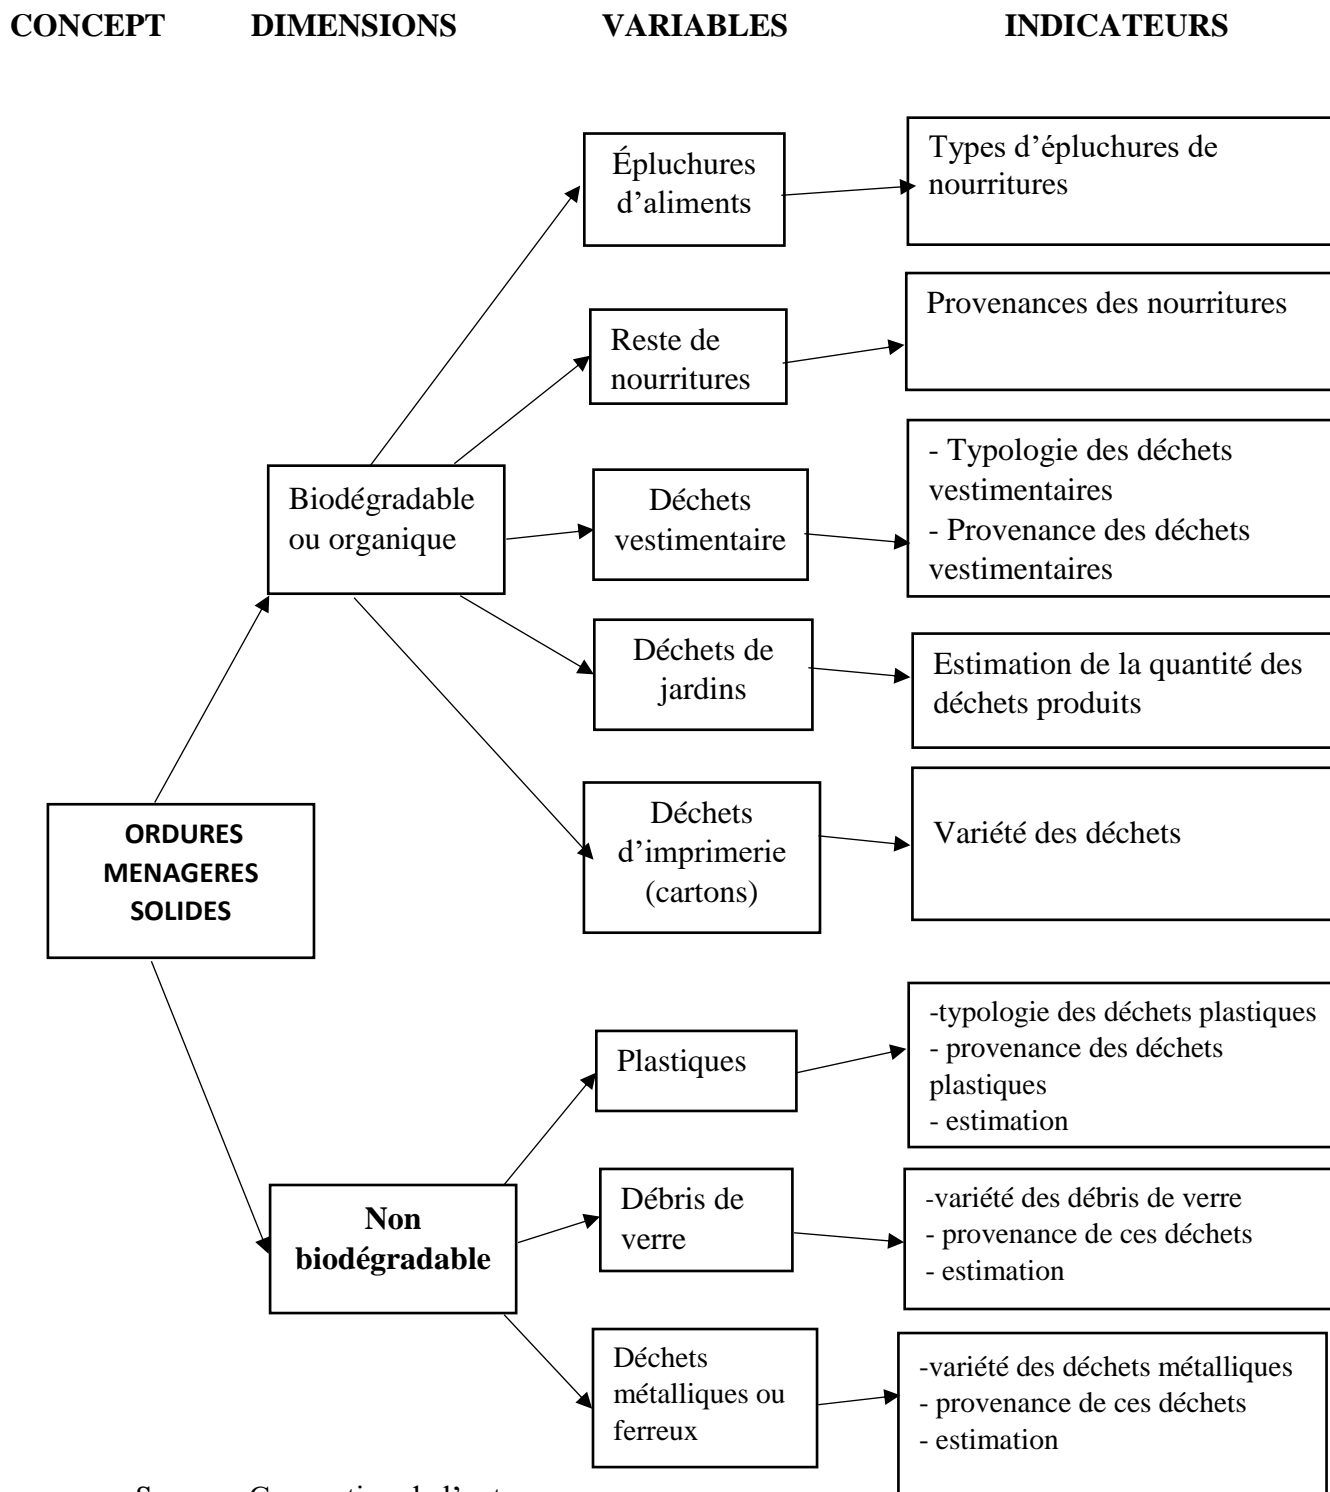 CONCEPT DIMENSIONS VARIABLES INDICATEURS
Épluchures
d’aliments
Types d’épluchures de
nourritures
Reste de
nourritures
Provenances des nourritures
Biodégradable
ou organique
Déchets
vestimentaire
- Typologie des déchets
vestimentaires
- Provenance des déchets
vestimentaires
Déchets de
jardins
Estimation de la quantité des
déchets produits
ORDURES
MENAGERES
SOLIDES
Déchets
d’imprimerie
(cartons)
Variété des déchets
Plastiques
-typologie des déchets plastiques
- provenance des déchets
plastiques
- estimation
Non
biodégradable
Débris de
verre
-variété des débris de verre
- provenance de ces déchets
- estimation
Déchets
métalliques ou
ferreux
-variété des déchets métalliques
- provenance de ces déchets
- estimation